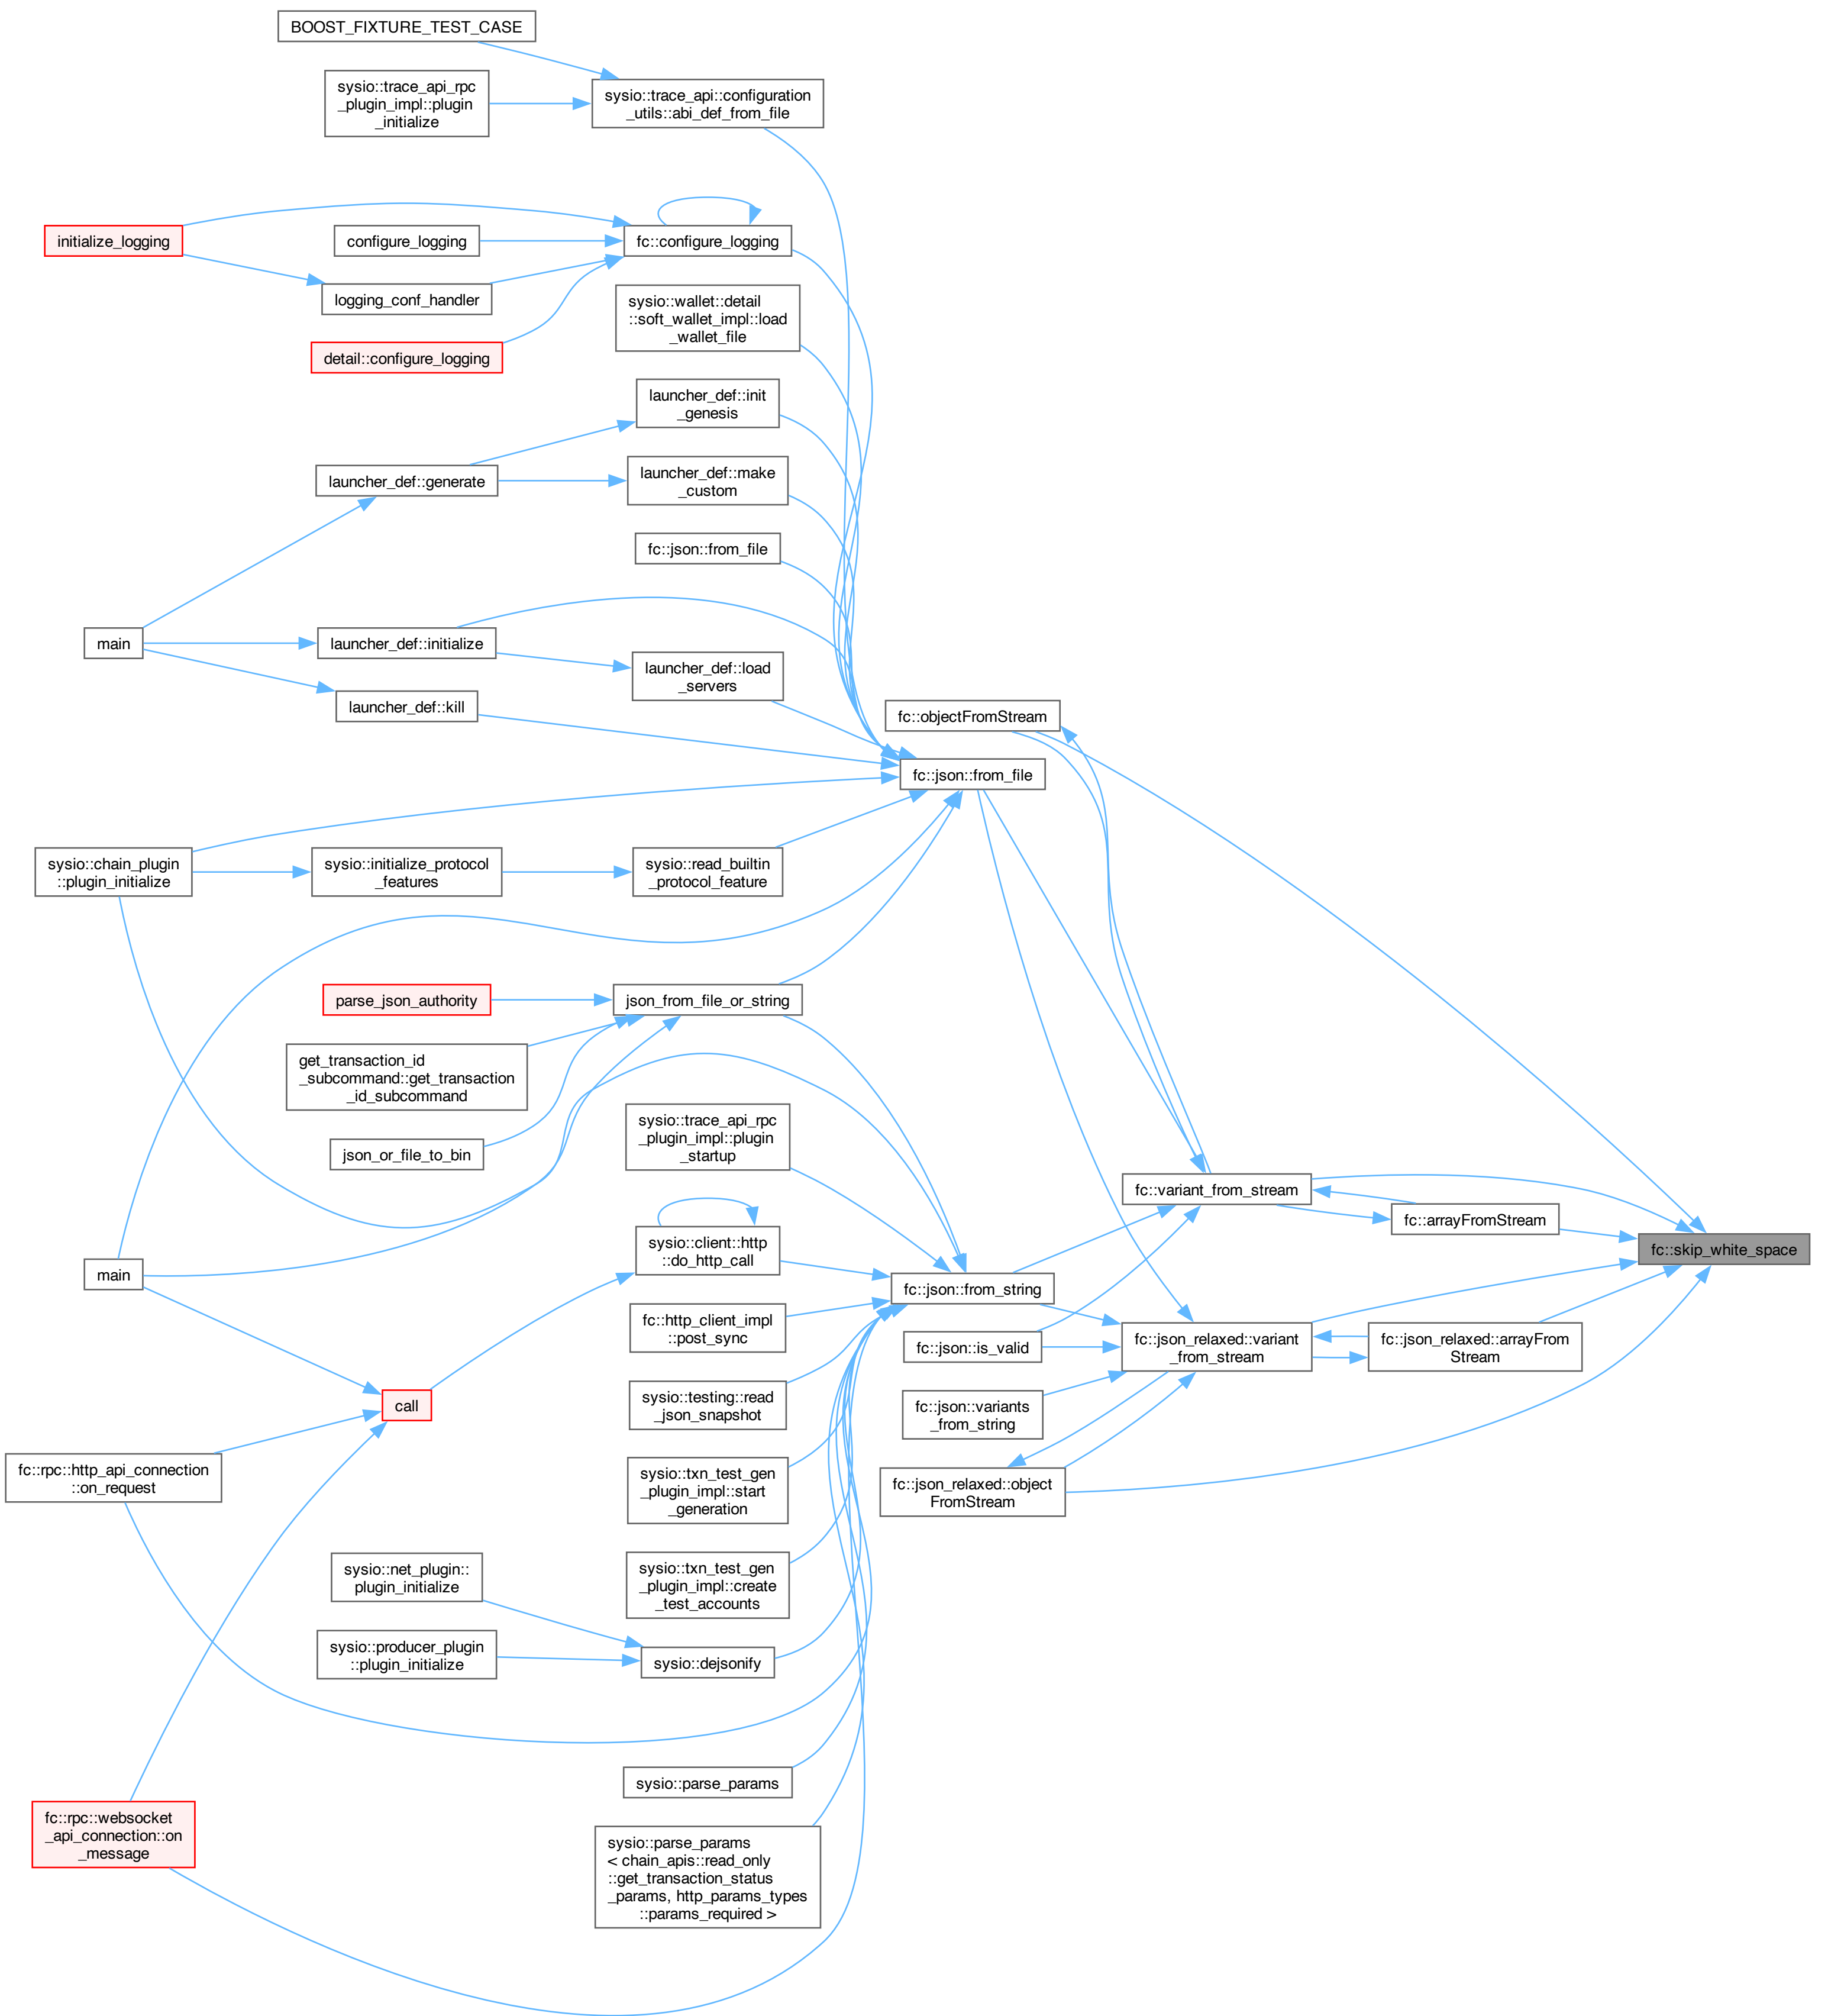 BOOST_FIXTURE_TEST_CASE
sysio::trace_api_rpc
_plugin_impl::plugin
_initialize
sysio::trace_api::configuration
_utils::abi_def_from_file
initialize_logging
configure_logging
fc::configure_logging
logging_conf_handler
sysio::wallet::detail
::soft_wallet_impl::load
_wallet_file
detail::configure_logging
launcher_def::init
_genesis
launcher_def::generate
launcher_def::make
_custom
fc::json::from_file
main
launcher_def::initialize
launcher_def::load
_servers
launcher_def::kill
fc::objectFromStream
fc::json::from_file
sysio::chain_plugin
::plugin_initialize
sysio::initialize_protocol
_features
sysio::read_builtin
_protocol_feature
parse_json_authority
json_from_file_or_string
get_transaction_id
_subcommand::get_transaction
_id_subcommand
json_or_file_to_bin
sysio::trace_api_rpc
_plugin_impl::plugin
_startup
fc::variant_from_stream
fc::arrayFromStream
fc::skip_white_space
main
sysio::client::http
::do_http_call
fc::json::from_string
fc::http_client_impl
::post_sync
fc::json::is_valid
fc::json_relaxed::variant
_from_stream
fc::json_relaxed::arrayFrom
Stream
call
sysio::testing::read
_json_snapshot
fc::json::variants
_from_string
fc::rpc::http_api_connection
::on_request
sysio::txn_test_gen
_plugin_impl::start
_generation
fc::json_relaxed::object
FromStream
sysio::net_plugin::
plugin_initialize
sysio::txn_test_gen
_plugin_impl::create
_test_accounts
sysio::producer_plugin
::plugin_initialize
sysio::dejsonify
sysio::parse_params
fc::rpc::websocket
_api_connection::on
_message
sysio::parse_params
< chain_apis::read_only
::get_transaction_status
_params, http_params_types
::params_required >